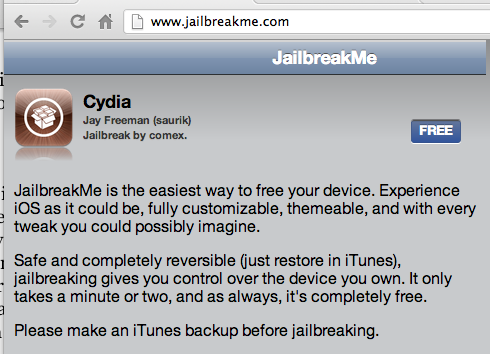 www.jailbreakme.com
JailbreakMe
Cydia
Jay Freeman (saurik)
Jailbreak by comex.
FREE
JailbreakMe is the easiest way to free your device. Experience
iOS as it could be, fully customizable, themeable, and with every
tweak you could possibly imagine.
Safe and completely reversible (just restore in iTunes),
jailbreaking gives you control over the device you own. It only
takes a minute or two, and as always, it's completely free.
Please make an iTunes backup before jailbreaking.